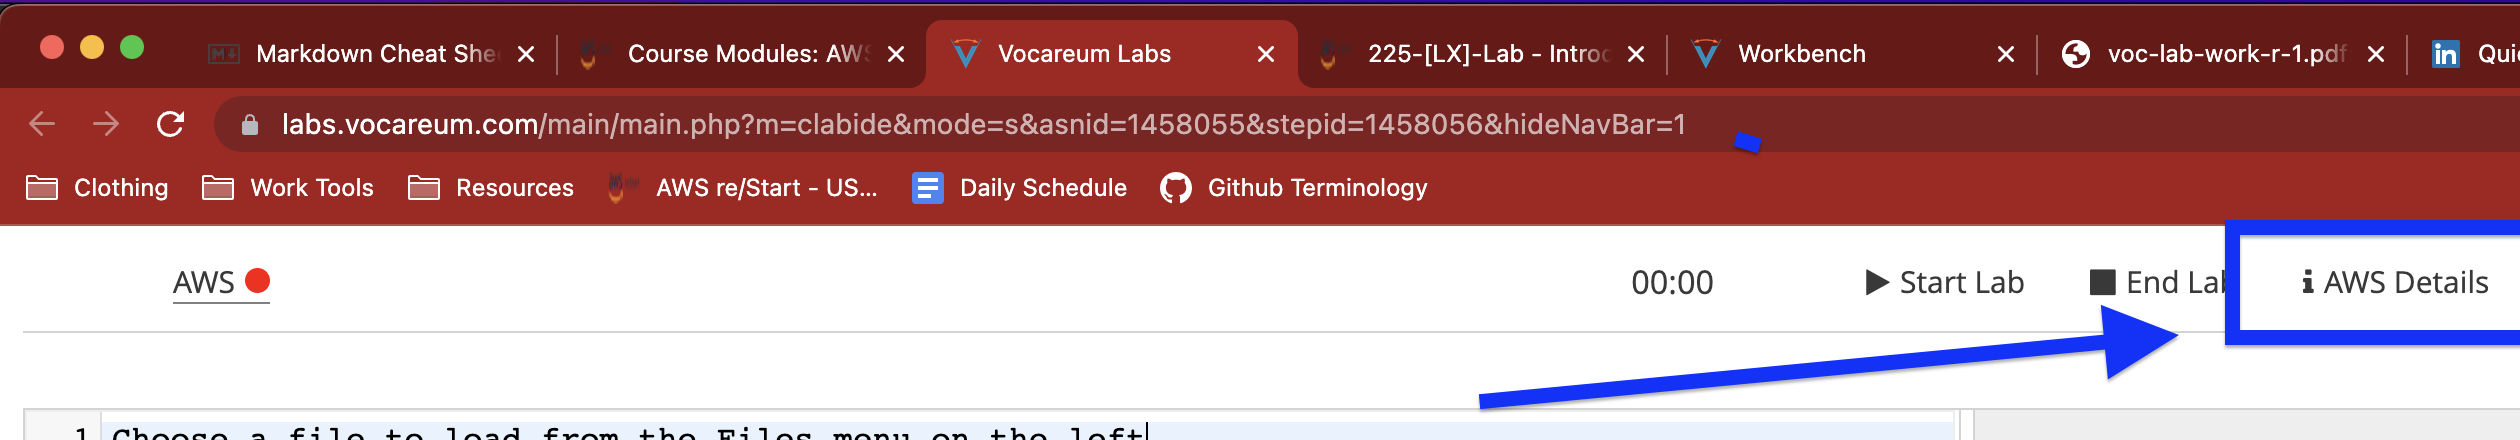 Markdown Cheat She
Course Modules: AWS
Vocareum Labs
225-[LX]-Lab - Introc
Workbench
voc-lab-work-r-1.pdf
in Qui
labs.vocareum.com/main/main.php?m=clabide&mode=s&asnid=1458055&stepid=1458056&hideNavBar=1
Clothing
Work Tools
Resources
AWS re/Start - US...
Daily Schedule
Github Terminology
AWS
00:00
Start Lab
End Lab
AWS Details
1 Choose a file to load from the Files menu on the left